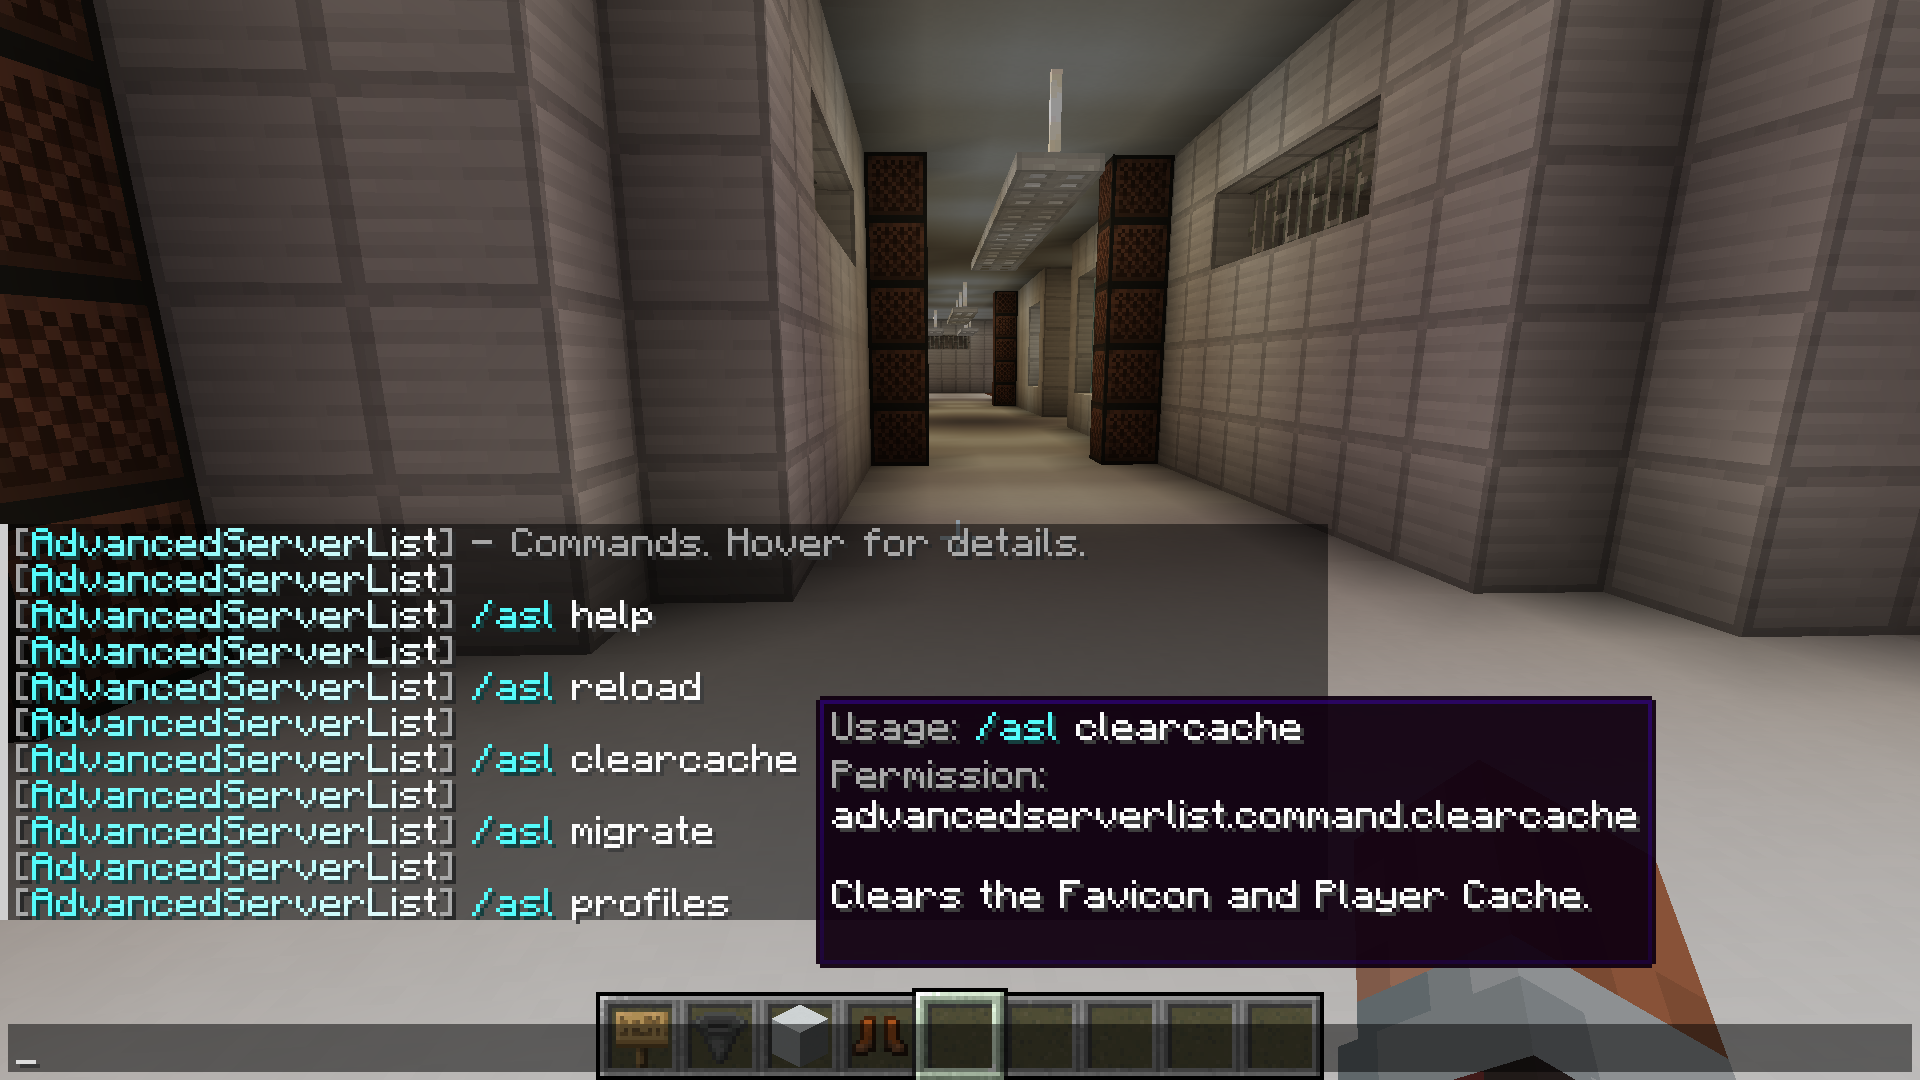 [AdvancedServerList] - Commands. Hover for details.
[AdvancedServerList]
[AdvancedServerList] /asl help
[AdvancedServerList]
[AdvancedServerList] /asl reload
[AdvancedServerList]
[AdvancedServerList] /asl clearcache
[AdvancedServerList]
[AdvancedServerList] /asl migrate
[AdvancedServerList]
[AdvancedServerList] /asl profiles
Usage: /asl clearcache
Permission:
advancedserverlist.command.clearcache
Clears the Favicon and Player Cache.
_